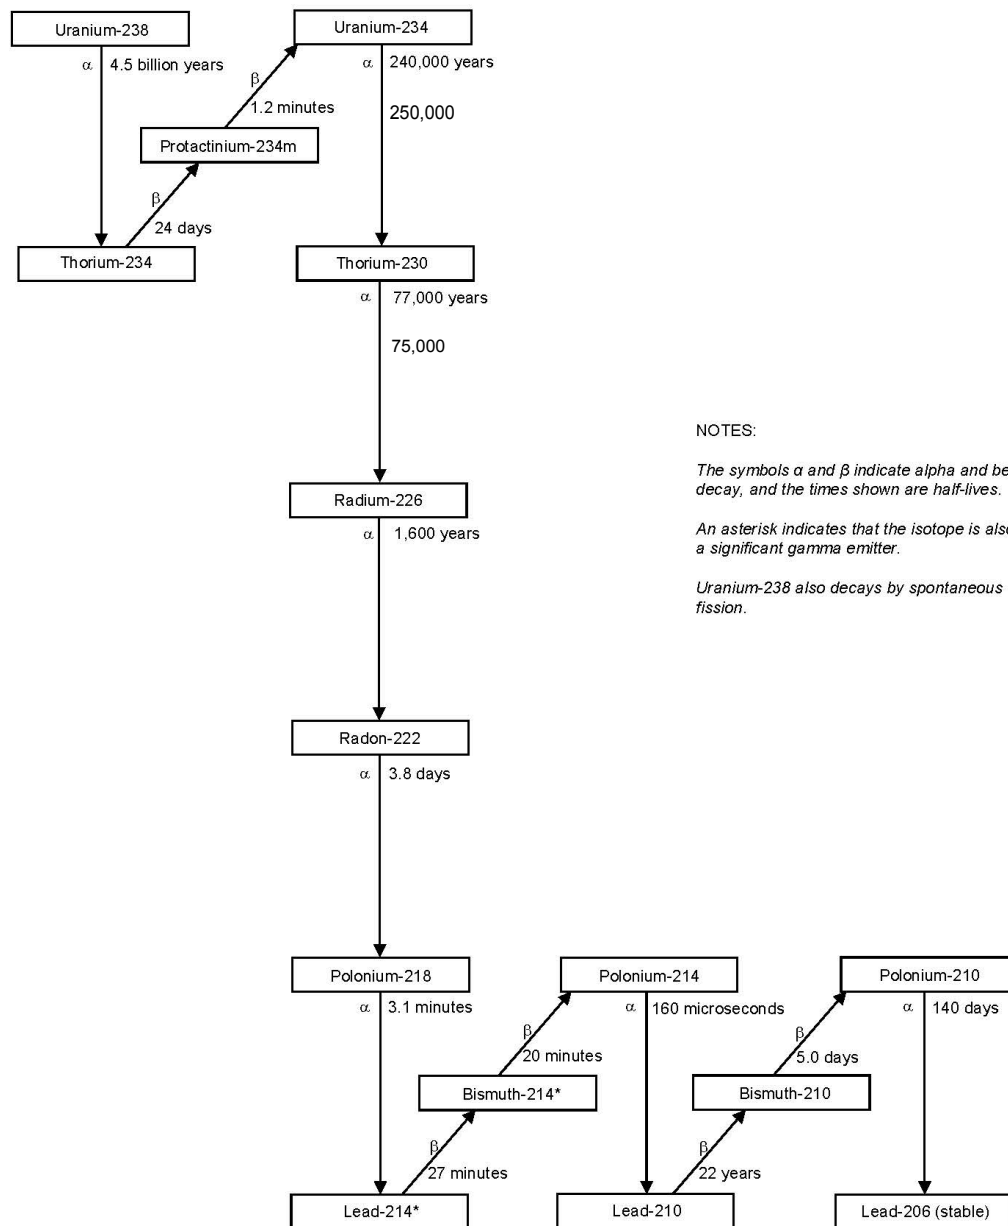 Uranium-238
Uranium-234
α 4.5 billion years
α 240,000 years
β
1.2 minutes
250,000
Protactinium-234m
β
24 days
Thorium-234
Thorium-230
α 77,000 years
75,000
NOTES:
The symbols α and β indicate alpha and be
decay, and the times shown are half-lives.
An asterisk indicates that the isotope is also
a significant gamma emitter.
Uranium-238 also decays by spontaneous
fission.
Radium-226
α 1,600 years
Radon-222
α 3.8 days
Polonium-218
Polonium-214
Polonium-210
α 3.1 minutes
α 160 microseconds
α 140 days
β
20 minutes
β
5.0 days
Bismuth-214*
Bismuth-210
β
27 minutes
β
22 years
Lead-214*
Lead-210
Lead-206 (stable)